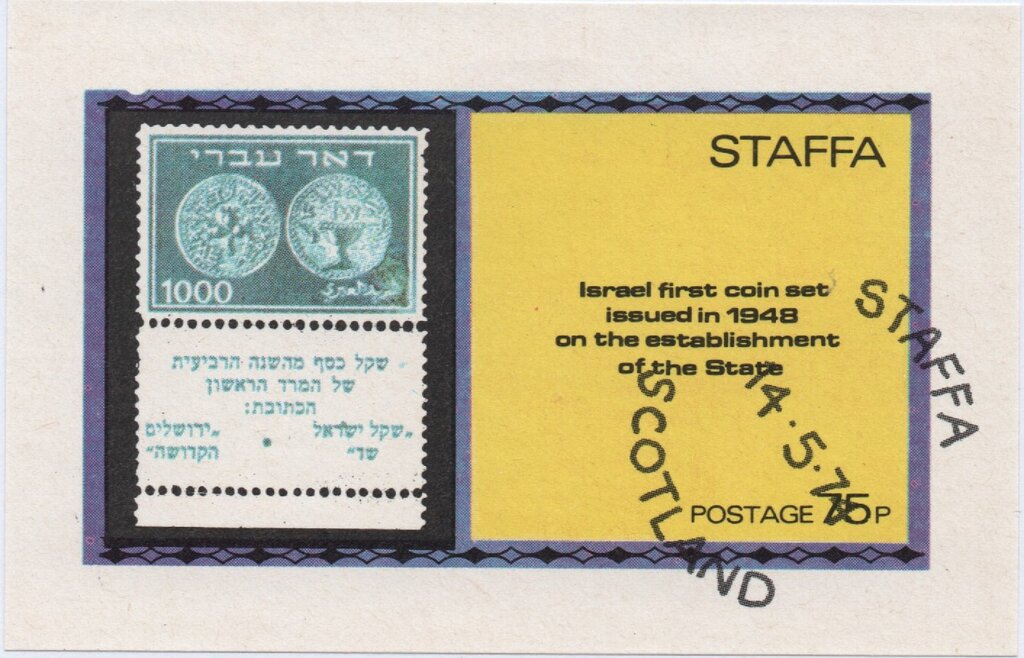 דאר עברי
1000
שקל כסף מהשנה הרביעית
של המרד הראשון
הכתובת:
„שקל ישראל • „ירושלים
שד" הקדושה"
STAFFA
Israel first coin set
issued in 1948
on the establishment
of the State
POSTAGE 75P
STAFFA
14.5.7
SCOTLAND